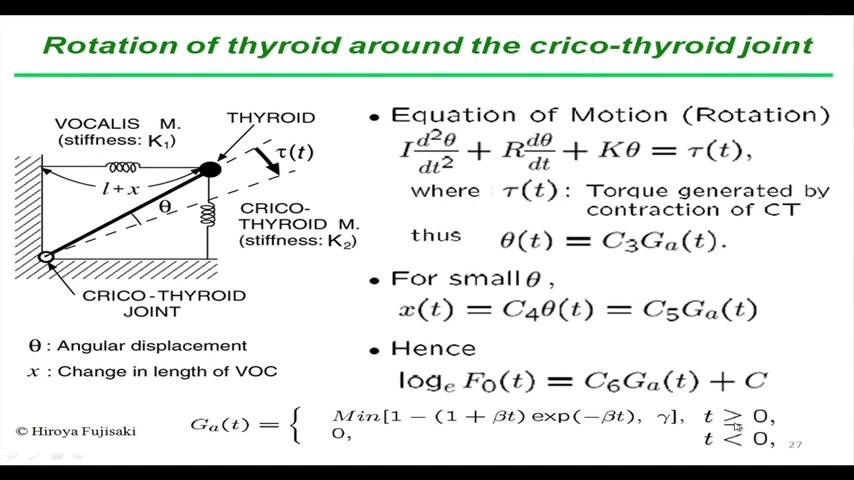 Rotation of thyroid around the crico-thyroid joint
VOCALIS M.
(stiffness: K₁)
THYROID
τ(t)
l + x
θ
CRICO-
THYROID M.
(stiffness: K₂)
CRICO-THYROID
JOINT
θ : Angular displacement
x : Change in length of VOC
• Equation of Motion (Rotation)
I d²θ/dt² + R dθ/dt + Kθ = τ(t),
where τ(t): Torque generated by
contraction of CT
thus θ(t) = C₃Gₐ(t).
• For small θ,
x(t) = C₄θ(t) = C₅Gₐ(t)
• Hence
logₑ F₀(t) = C₆Gₐ(t) + C
Gₐ(t) = { Min[1 − (1 + βt) exp(−βt), γ], t ≥ 0,
0, t < 0,
© Hiroya Fujisaki
27